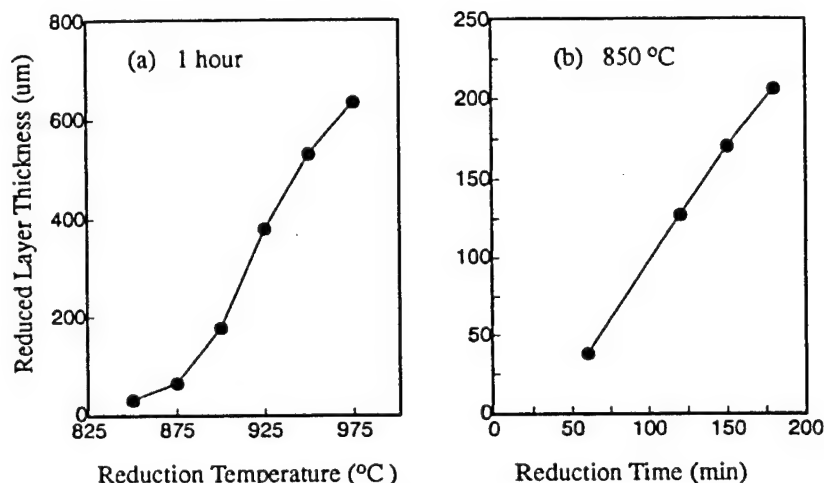 Reduced Layer Thickness (um)
800
600
400
200
0
(a) 1 hour
825 875 925 975
Reduction Temperature (°C )
250
200
150
100
50
0
(b) 850 °C
0 50 100 150 200
Reduction Time (min)